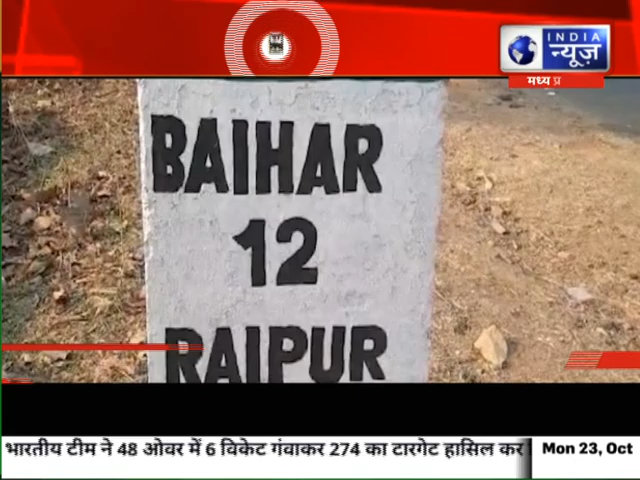 INDIA
न्यूज़
मध्य प्र
BAIHAR
12
RAIPUR
भारतीय टीम ने 48 ओवर में 6 विकेट गंवाकर 274 का टारगेट हासिल कर
Mon 23, Oct